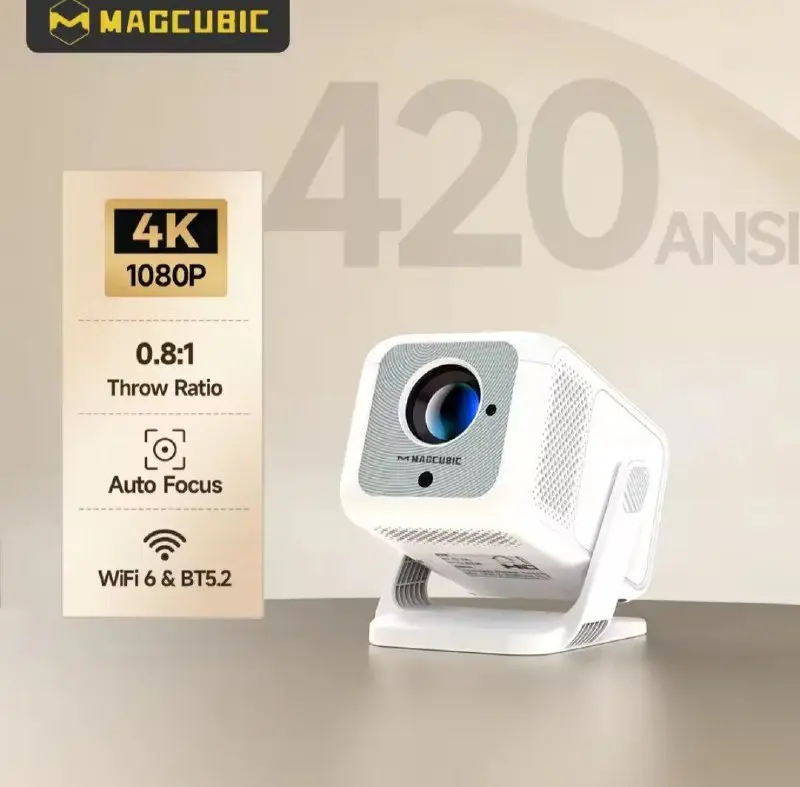 MAGCUBIC
420 ANSI
4K
1080P
0.8:1
Throw Ratio
Auto Focus
WiFi 6 & BT5.2
MAGCUBIC